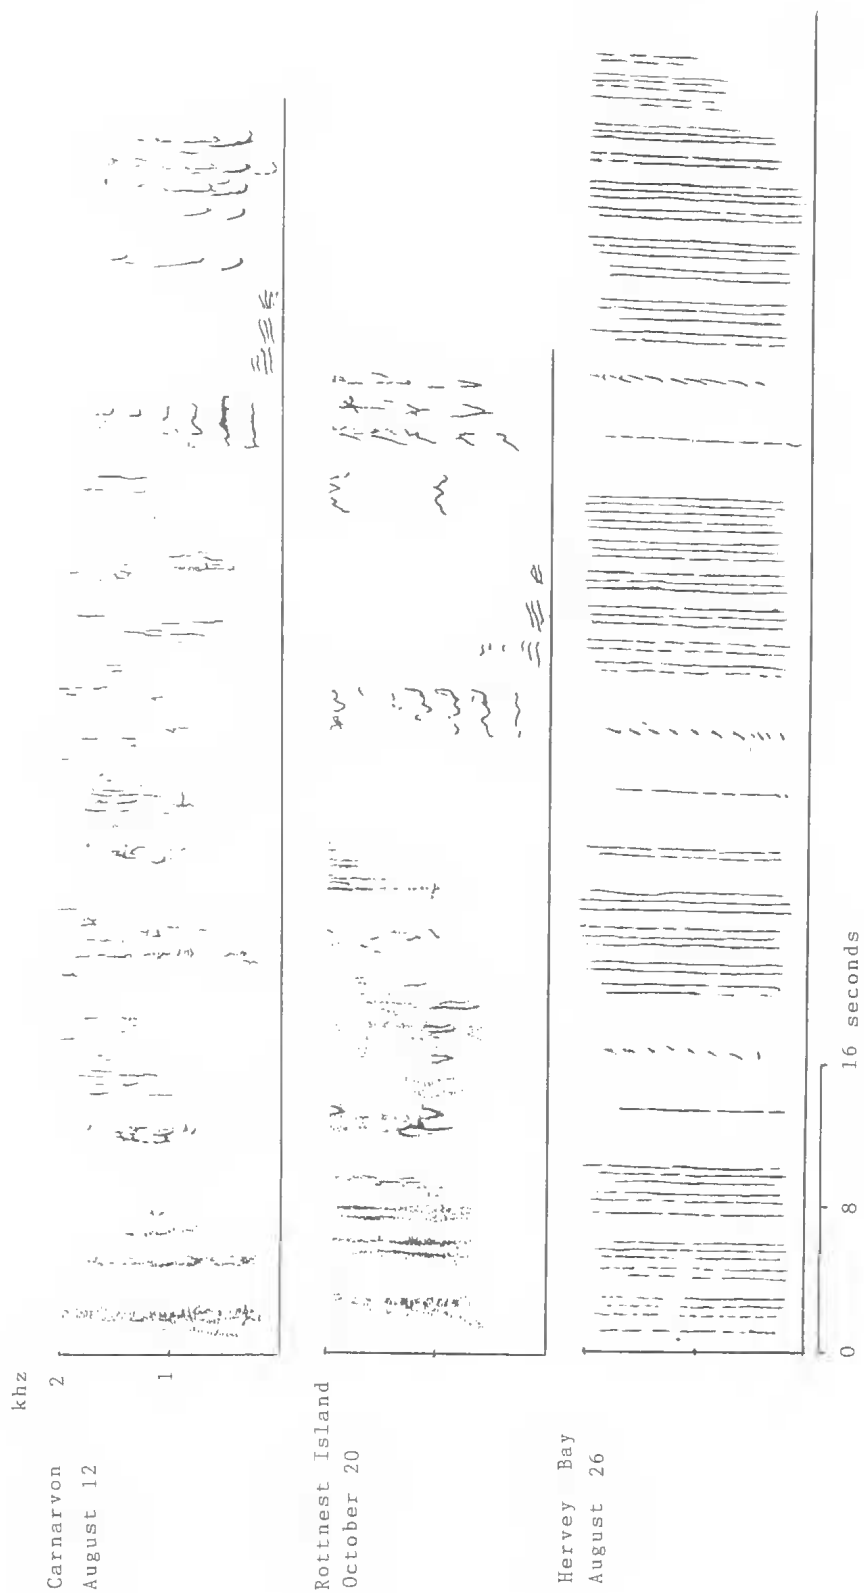 khz
2
1
Carnarvon
August 12
Rottnest Island
October 20
Hervey Bay
August 26
0
8
16 seconds